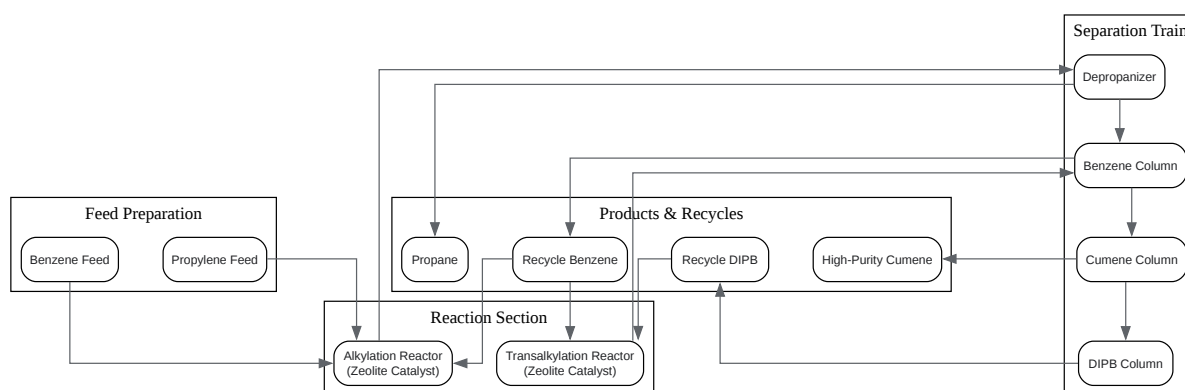 Separation Train
Depropanizer
Benzene Column
Feed Preparation
Products & Recycles
Benzene Feed
Propylene Feed
Propane
Recycle Benzene
Recycle DIPB
High-Purity Cumene
Cumene Column
Reaction Section
Alkylation Reactor
(Zeolite Catalyst)
Transalkylation Reactor
(Zeolite Catalyst)
DIPB Column